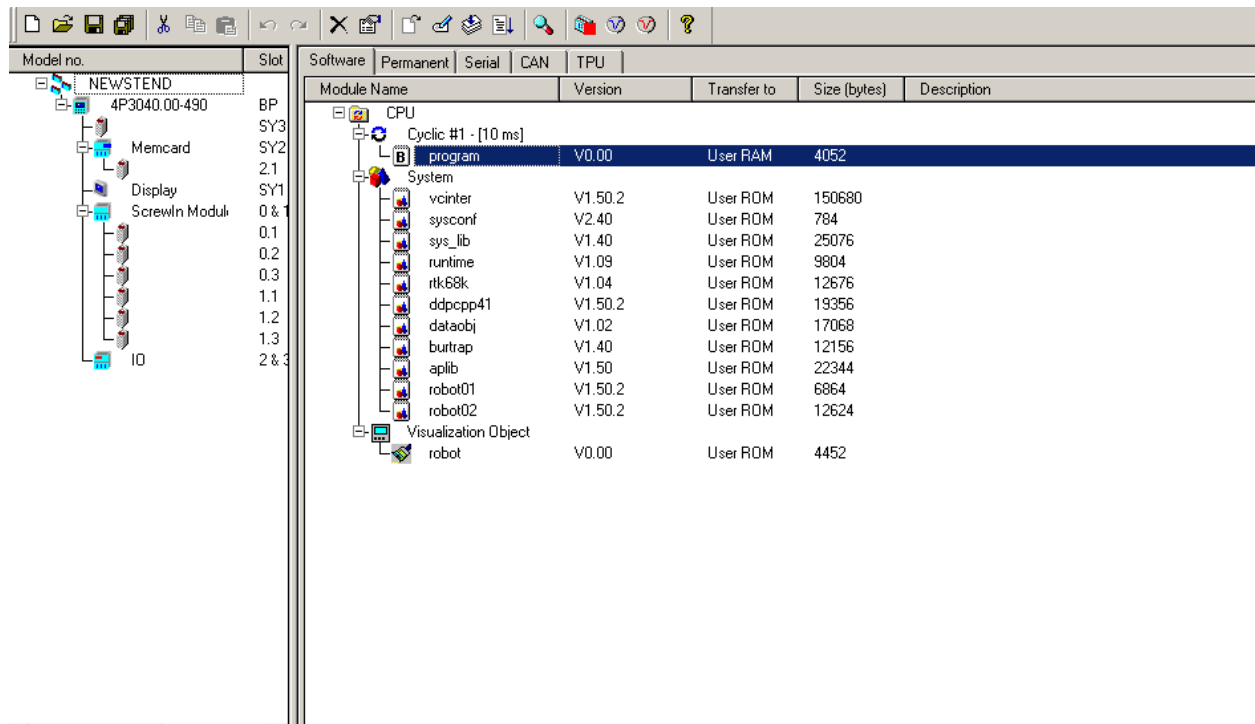 Model no. Slot
NEWSTEND
4P3040.00-490 BP
SY3
Memcard SY2
2.1
Display SY1
ScrewIn Modul 0 & 1
0.1
0.2
0.3
1.1
1.2
1.3
IO 2 & 3
Software Permanent Serial CAN TPU
Module Name Version Transfer to Size (bytes) Description
CPU
Cyclic #1 - [10 ms]
B program V0.00 User RAM 4052
System
vcinter V1.50.2 User ROM 150680
sysconf V2.40 User ROM 784
sys_lib V1.40 User ROM 25076
runtime V1.09 User ROM 9804
rtk68k V1.04 User ROM 12676
ddpcpp41 V1.50.2 User ROM 19356
dataobj V1.02 User ROM 17068
burtrap V1.40 User ROM 12156
aplib V1.50 User ROM 22344
robot01 V1.50.2 User ROM 6864
robot02 V1.50.2 User ROM 12624
Visualization Object
robot V0.00 User ROM 4452